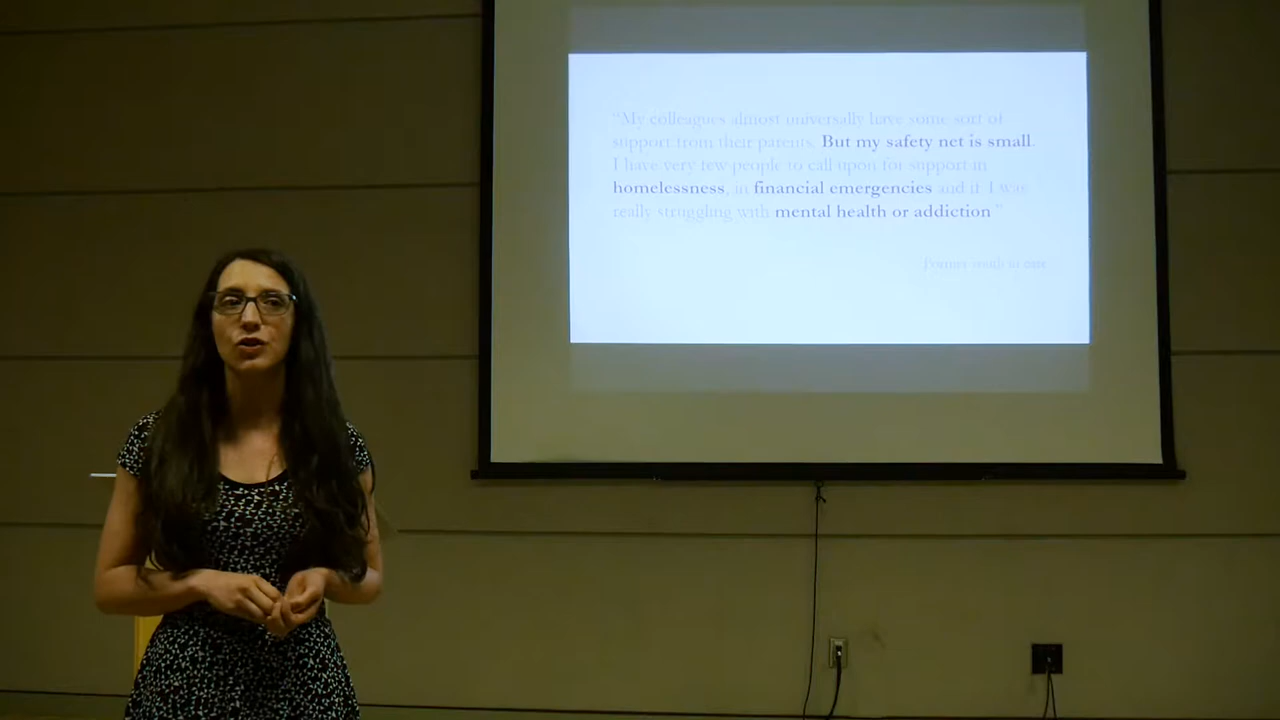 "My colleagues almost universally have some sort of
support from their parents. But my safety net is small.
I have very few people to call upon for support in
homelessness, in financial emergencies and if I was
really struggling with mental health or addiction"
Former youth in care